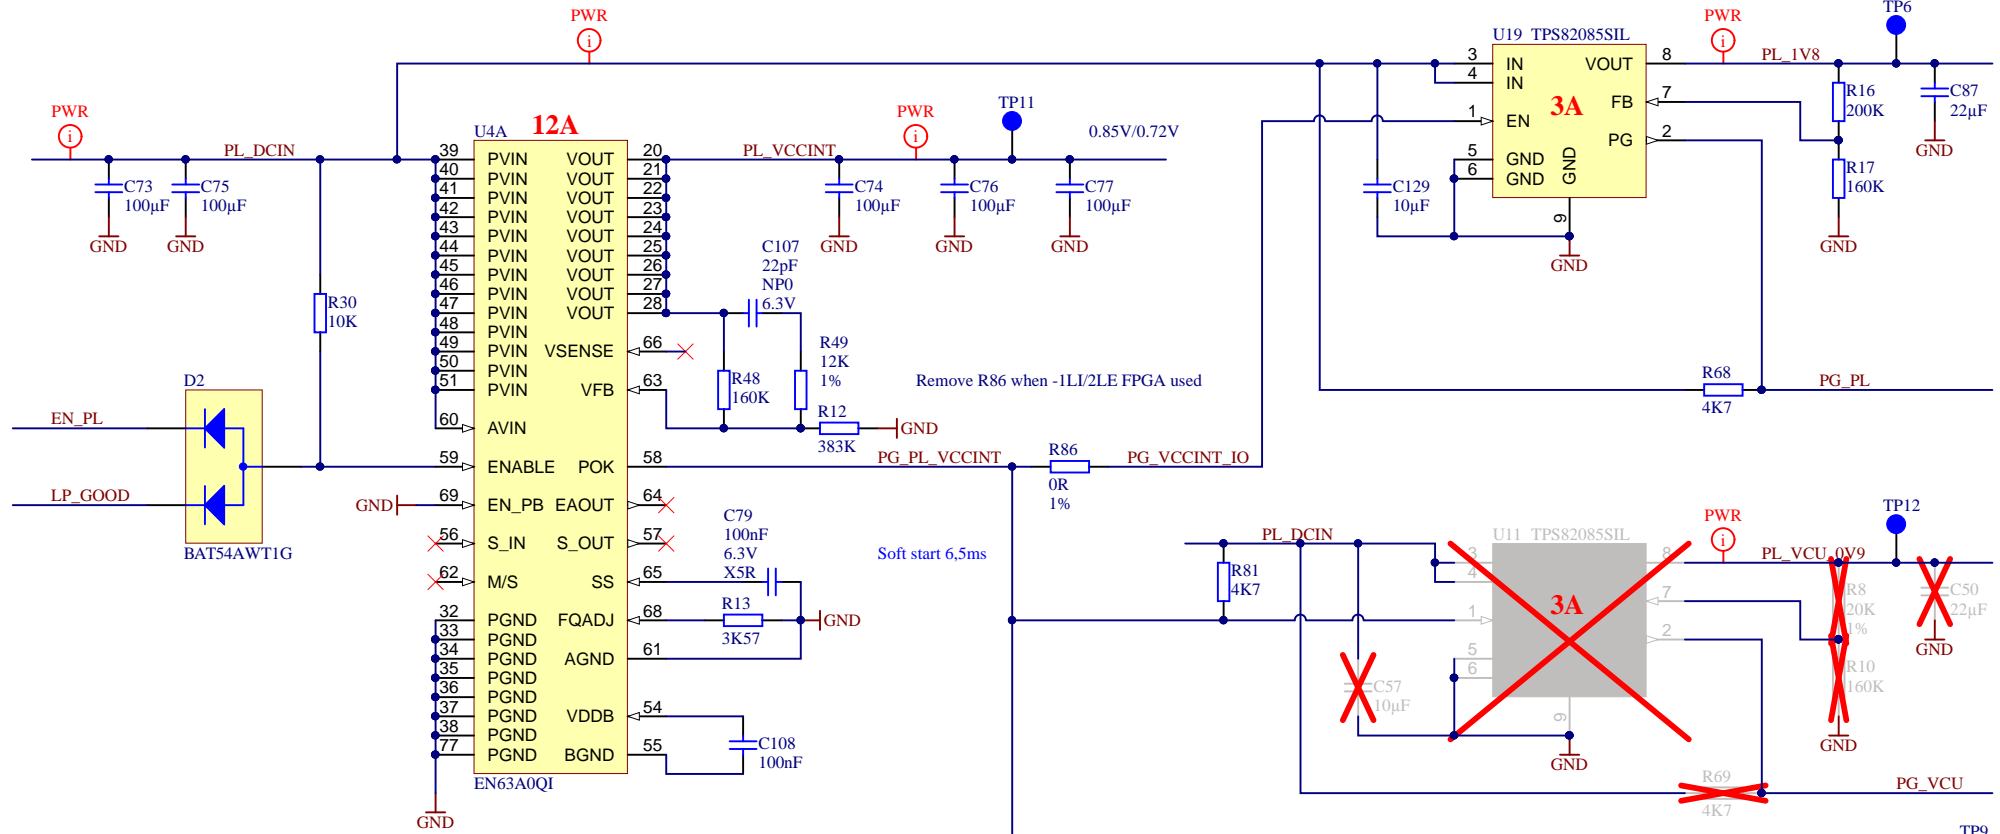 PWR
TP6
PWR
U19 TPS82085SIL
3 IN
4 IN
1 EN
5 GND
6 GND
GND
9
3A
VOUT 8
FB 7
PG 2
PL_1V8
R16
200K
C87
22µF
GND
R17
160K
GND
C129
10µF
GND
R68
4K7
PG_PL
PWR
PL_DCIN
C73
100µF
GND
C75
100µF
GND
R30
10K
D2
EN_PL
LP_GOOD
BAT54AWT1G
U4A
12A
39 PVIN
40 PVIN
41 PVIN
42 PVIN
43 PVIN
44 PVIN
45 PVIN
46 PVIN
47 PVIN
48 PVIN
49 PVIN
50 PVIN
51 PVIN
60 AVIN
59 ENABLE
GND
69 EN_PB
56 S_IN
62 M/S
32 PGND
33 PGND
34 PGND
35 PGND
36 PGND
37 PGND
38 PGND
77 PGND
GND
EN63A0QI
VOUT 20
VOUT 21
VOUT 22
VOUT 23
VOUT 24
VOUT 25
VOUT 26
VOUT 27
VOUT 28
VSENSE 66
VFB 63
POK 58
EAOUT 64
S_OUT 57
SS 65
FQADJ 68
AGND 61
VDDB 54
BGND 55
PL_VCCINT
PWR
TP11
0.85V/0.72V
C74
100µF
GND
C76
100µF
GND
C77
100µF
GND
C107
22pF
NP0
6.3V
R49
12K
1%
R48
160K
R12
383K
GND
Remove R86 when -1LI/2LE FPGA used
PG_PL_VCCINT
R86
0R
1%
PG_VCCINT_IO
C79
100nF
6.3V
X5R
Soft start 6,5ms
R13
3K57
GND
C108
100nF
PL_DCIN
R81
4K7
C57
10µF
U11 TPS82085SIL
3A
3
4
1
5
6
9
8
7
2
GND
PWR
TP12
PL_VCU_0V9
R8
20K
1%
C50
22µF
GND
R10
160K
GND
R69
4K7
PG_VCU
TP9